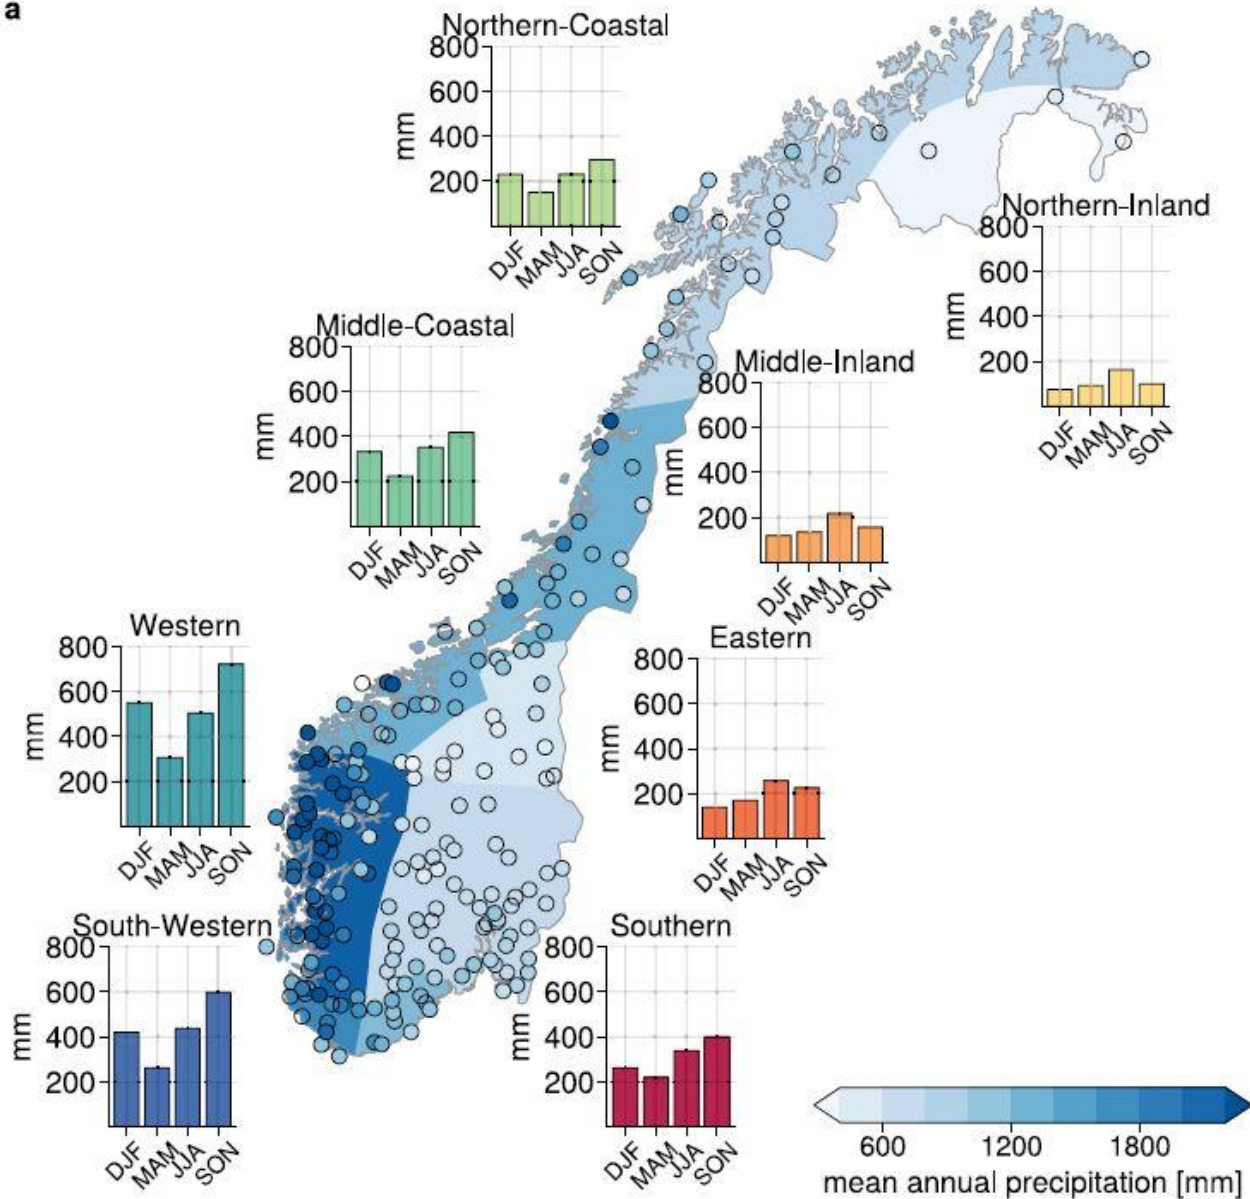 a
Northern-Coastal
800
600
400
200
mm
DJF
MAM
JJA
SON
Northern-Inland
800
600
400
200
mm
DJF
MAM
JJA
SON
Middle-Coastal
800
600
400
200
mm
DJF
MAM
JJA
SON
Middle-Inland
800
600
400
200
mm
DJF
MAM
JJA
SON
Western
800
600
400
200
mm
DJF
MAM
JJA
SON
Eastern
800
600
400
200
mm
DJF
MAM
JJA
SON
South-Western
800
600
400
200
mm
DJF
MAM
JJA
SON
Southern
800
600
400
200
mm
DJF
MAM
JJA
SON
600 1200 1800
mean annual precipitation [mm]